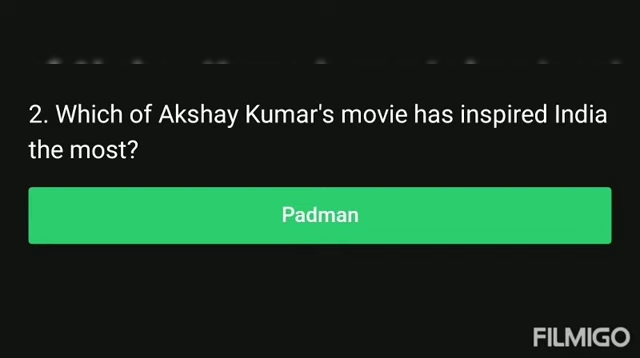 2. Which of Akshay Kumar's movie has inspired India
the most?
Padman
FILMIGO